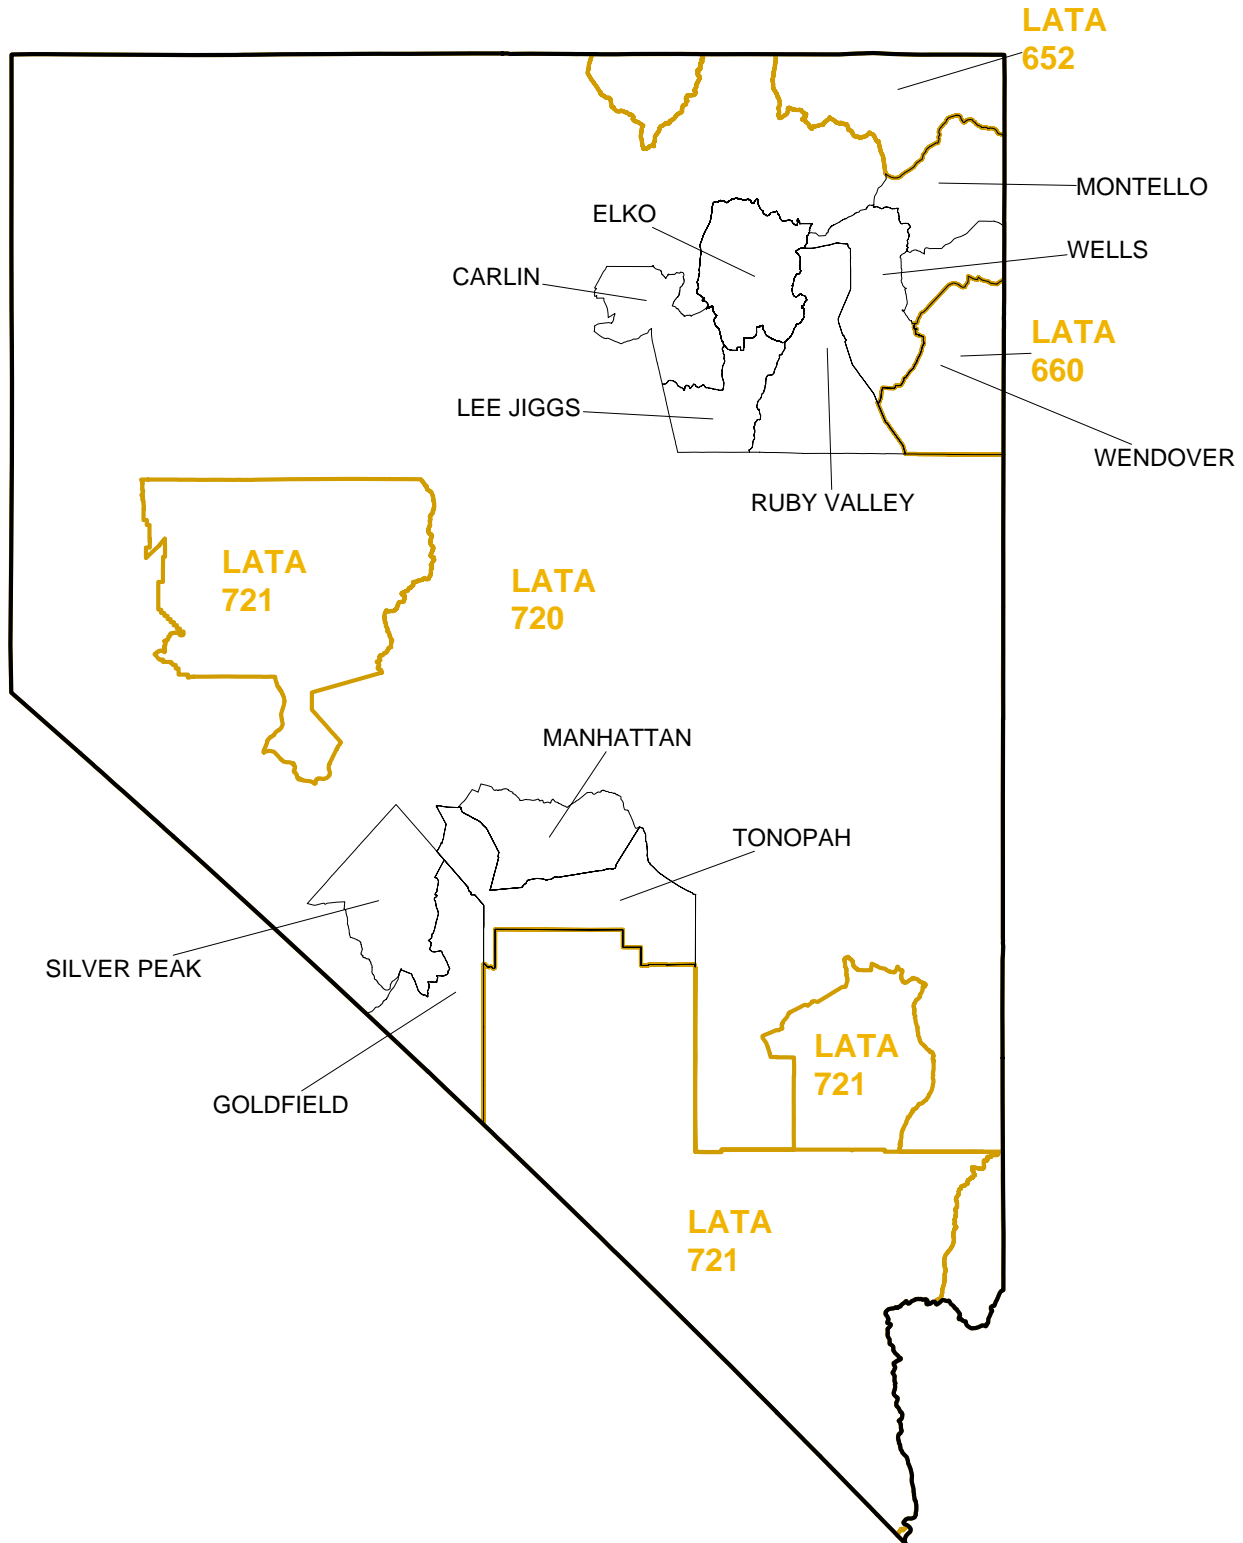 LATA
652
MONTELLO
ELKO
WELLS
CARLIN
LATA
660
LEE JIGGS
WENDOVER
RUBY VALLEY
LATA
721
LATA
720
MANHATTAN
TONOPAH
SILVER PEAK
LATA
721
GOLDFIELD
LATA
721